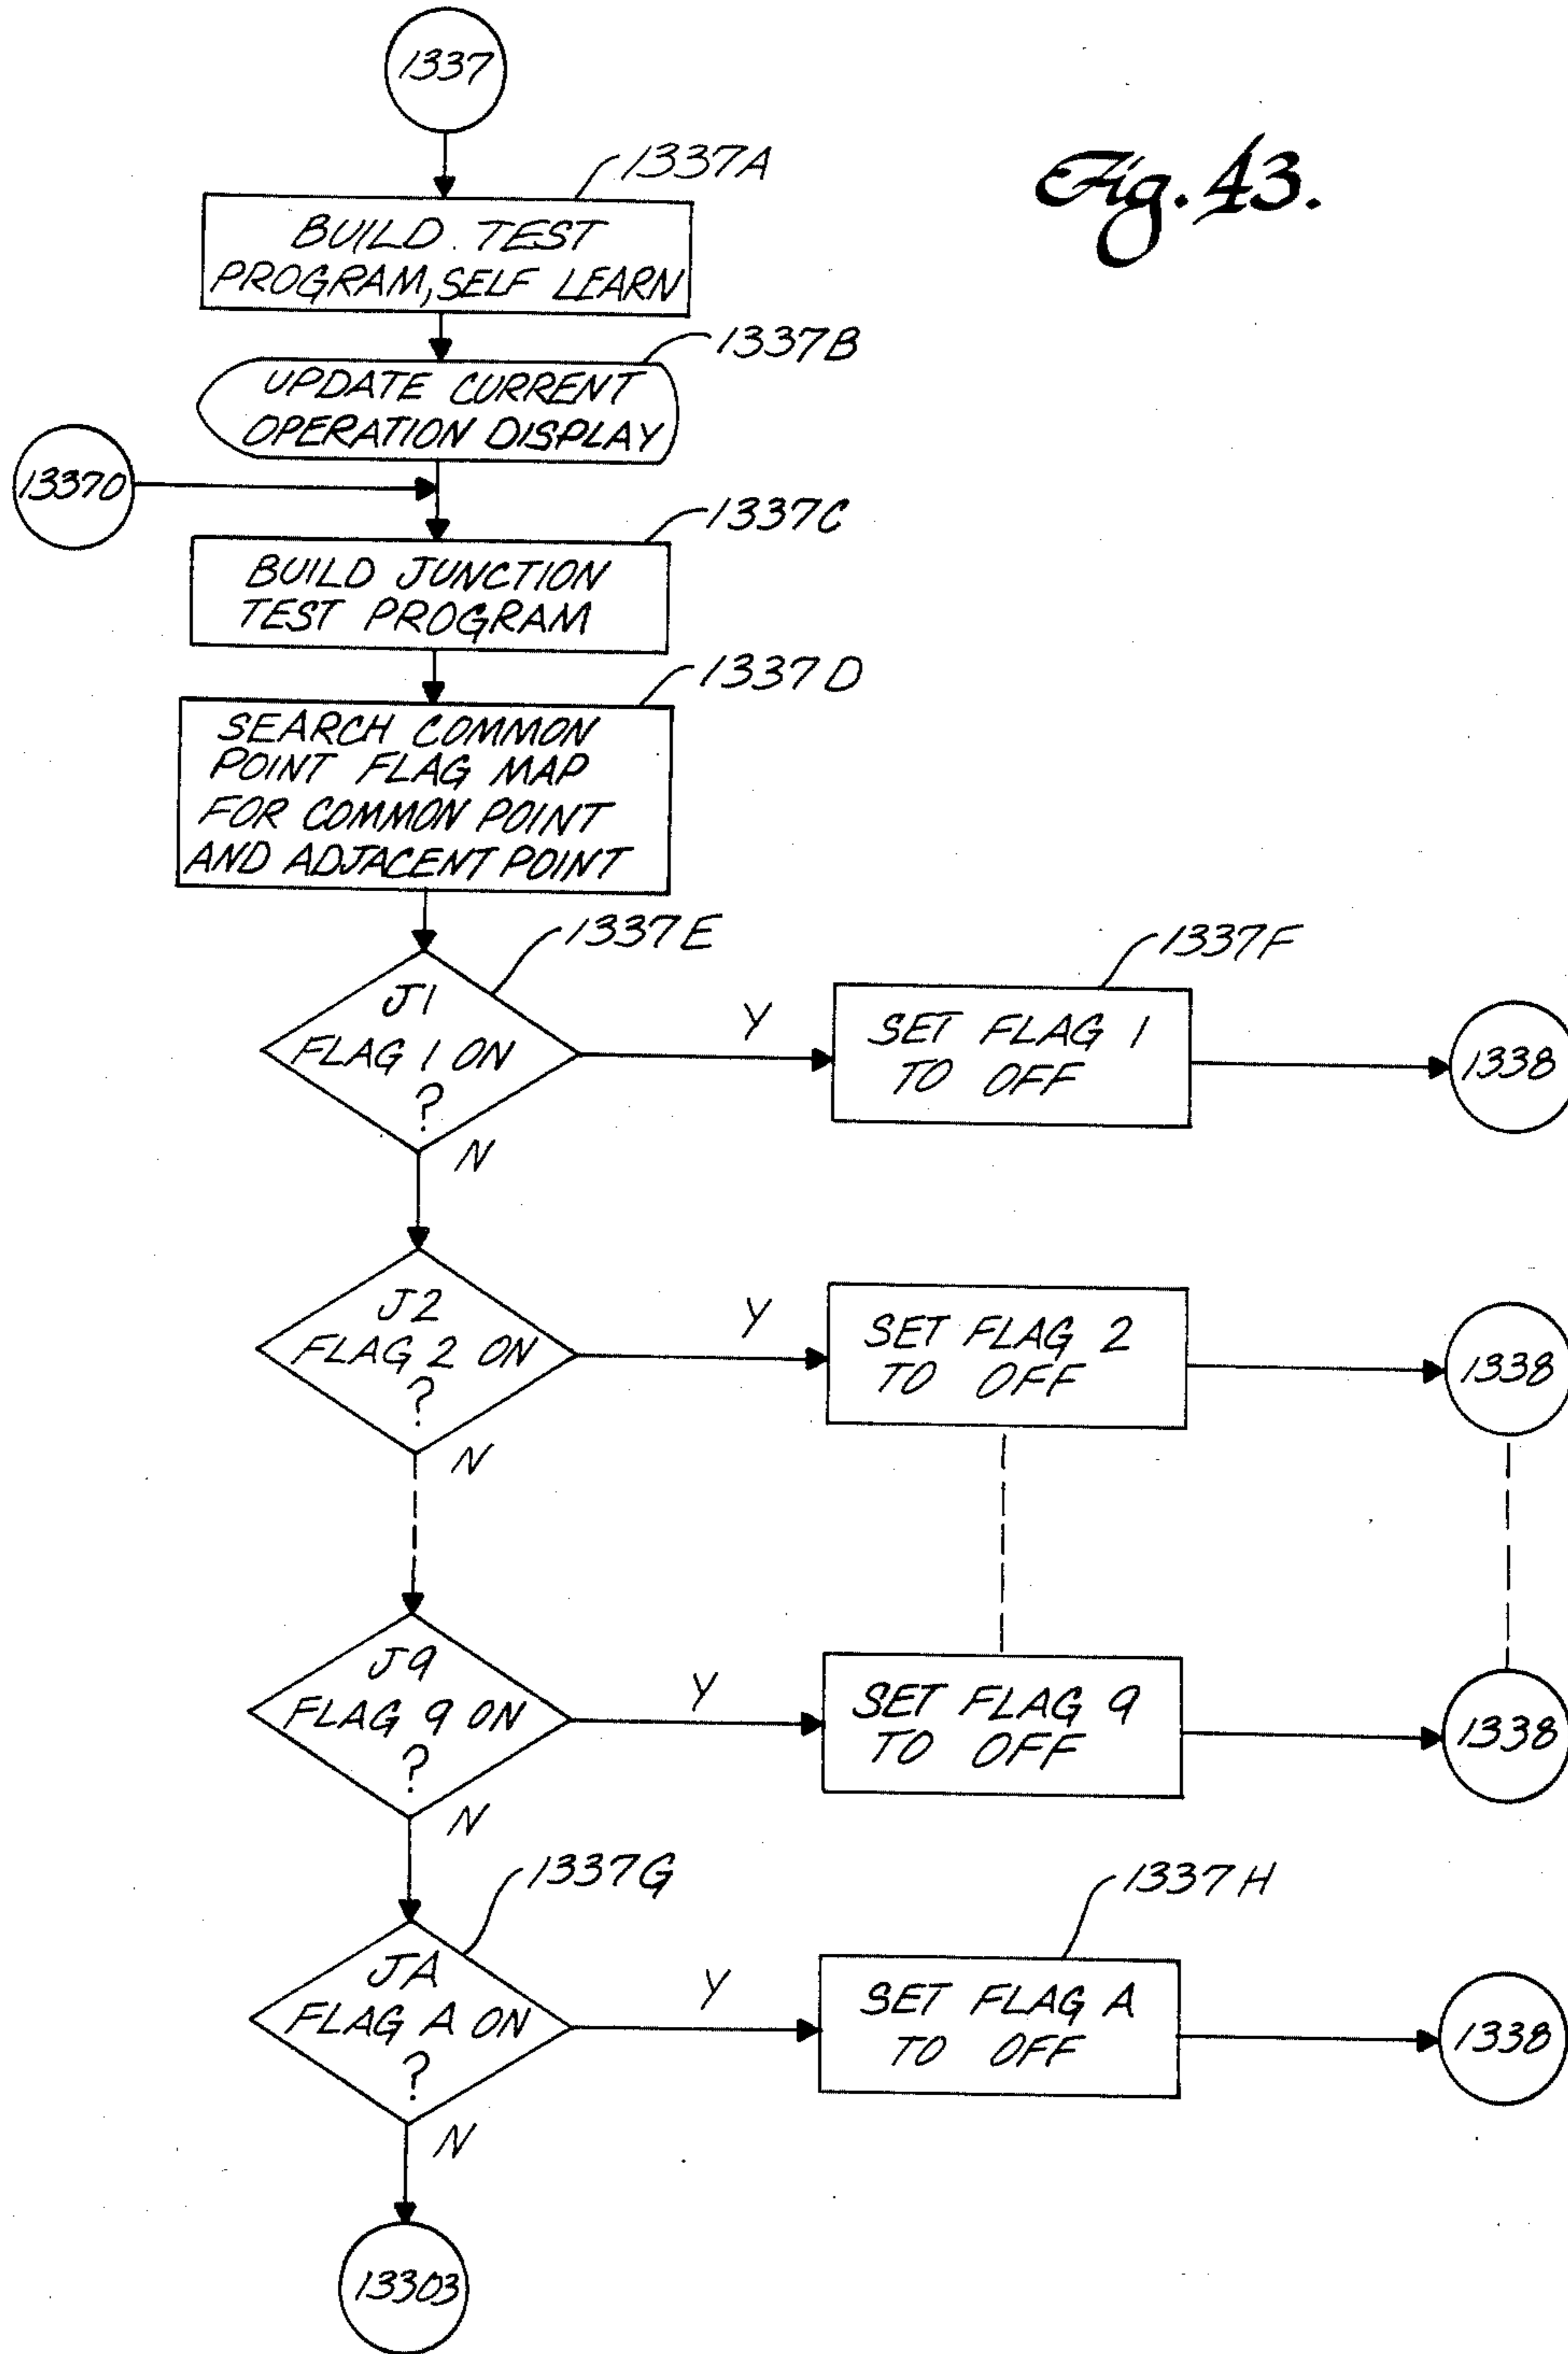 1337
Fig. 43.
1337A
BUILD TEST
PROGRAM, SELF LEARN
1337B
UPDATE CURRENT
OPERATION DISPLAY
13370
1337C
BUILD JUNCTION
TEST PROGRAM
1337D
SEARCH COMMON
POINT FLAG MAP
FOR COMMON POINT
AND ADJACENT POINT
1337E
J1
FLAG 1 ON
?
Y
N
1337F
SET FLAG 1
TO OFF
1338
J2
FLAG 2 ON
?
Y
N
SET FLAG 2
TO OFF
1338
J9
FLAG 9 ON
?
Y
N
SET FLAG 9
TO OFF
1338
1337G
JA
FLAG A ON
?
Y
N
1337H
SET FLAG A
TO OFF
1338
13303